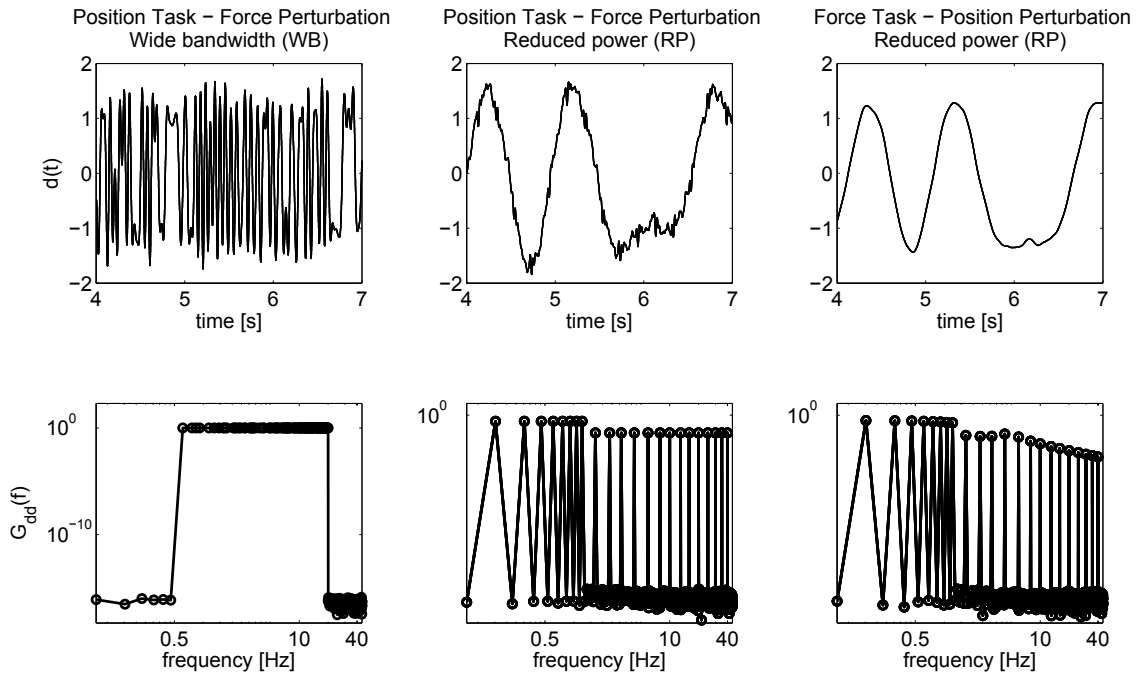 Position Task − Force Perturbation
Wide bandwidth (WB)
Position Task − Force Perturbation
Reduced power (RP)
Force Task − Position Perturbation
Reduced power (RP)
2
1
0
−1
−2
d(t)
4 5 6 7
time [s]
2
1
0
−1
−2
4 5 6 7
time [s]
2
1
0
−1
−2
4 5 6 7
time [s]
10^0
10^−10
G_dd(f)
0.5 10 40
frequency [Hz]
10^0
0.5 10 40
frequency [Hz]
10^0
0.5 10 40
frequency [Hz]